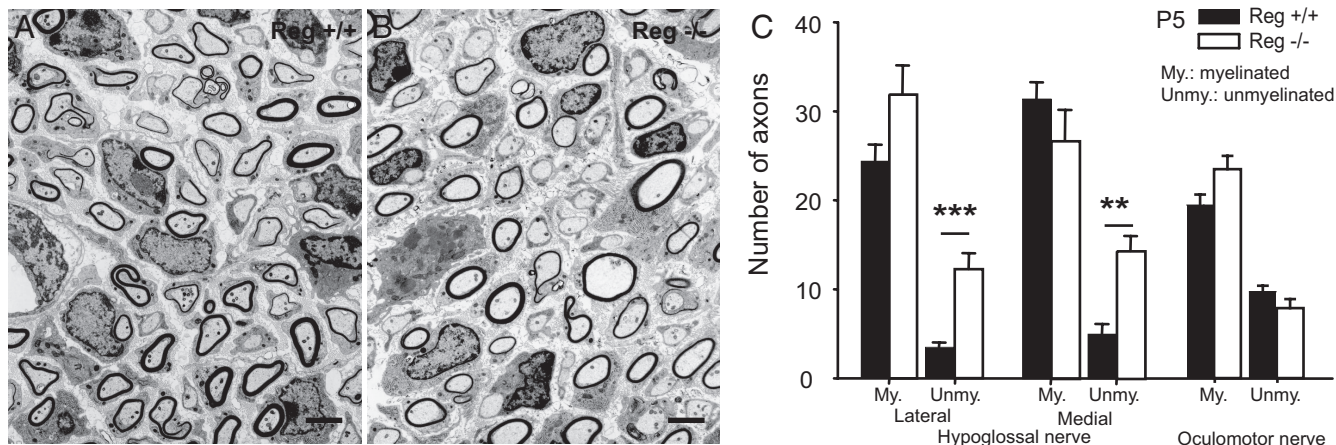 A Reg +/+
B Reg -/-
C
P5 Reg +/+
Reg -/-
My.: myelinated
Unmy.: unmyelinated
Number of axons
40
30
20
10
0
***
**
My. Unmy. My. Unmy. My. Unmy.
Lateral Medial
Hypoglossal nerve Oculomotor nerve